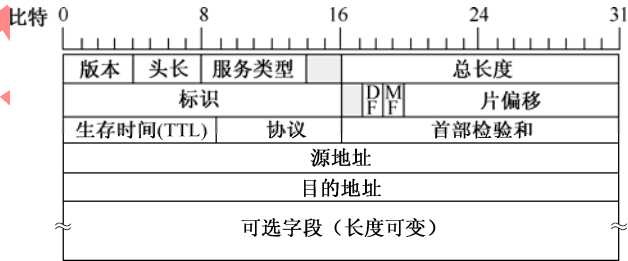 比特 0 8 16 24 31
版本 头长 服务类型 总长度
标识 DF MF 片偏移
生存时间(TTL) 协议 首部检验和
源地址
目的地址
可选字段（长度可变）